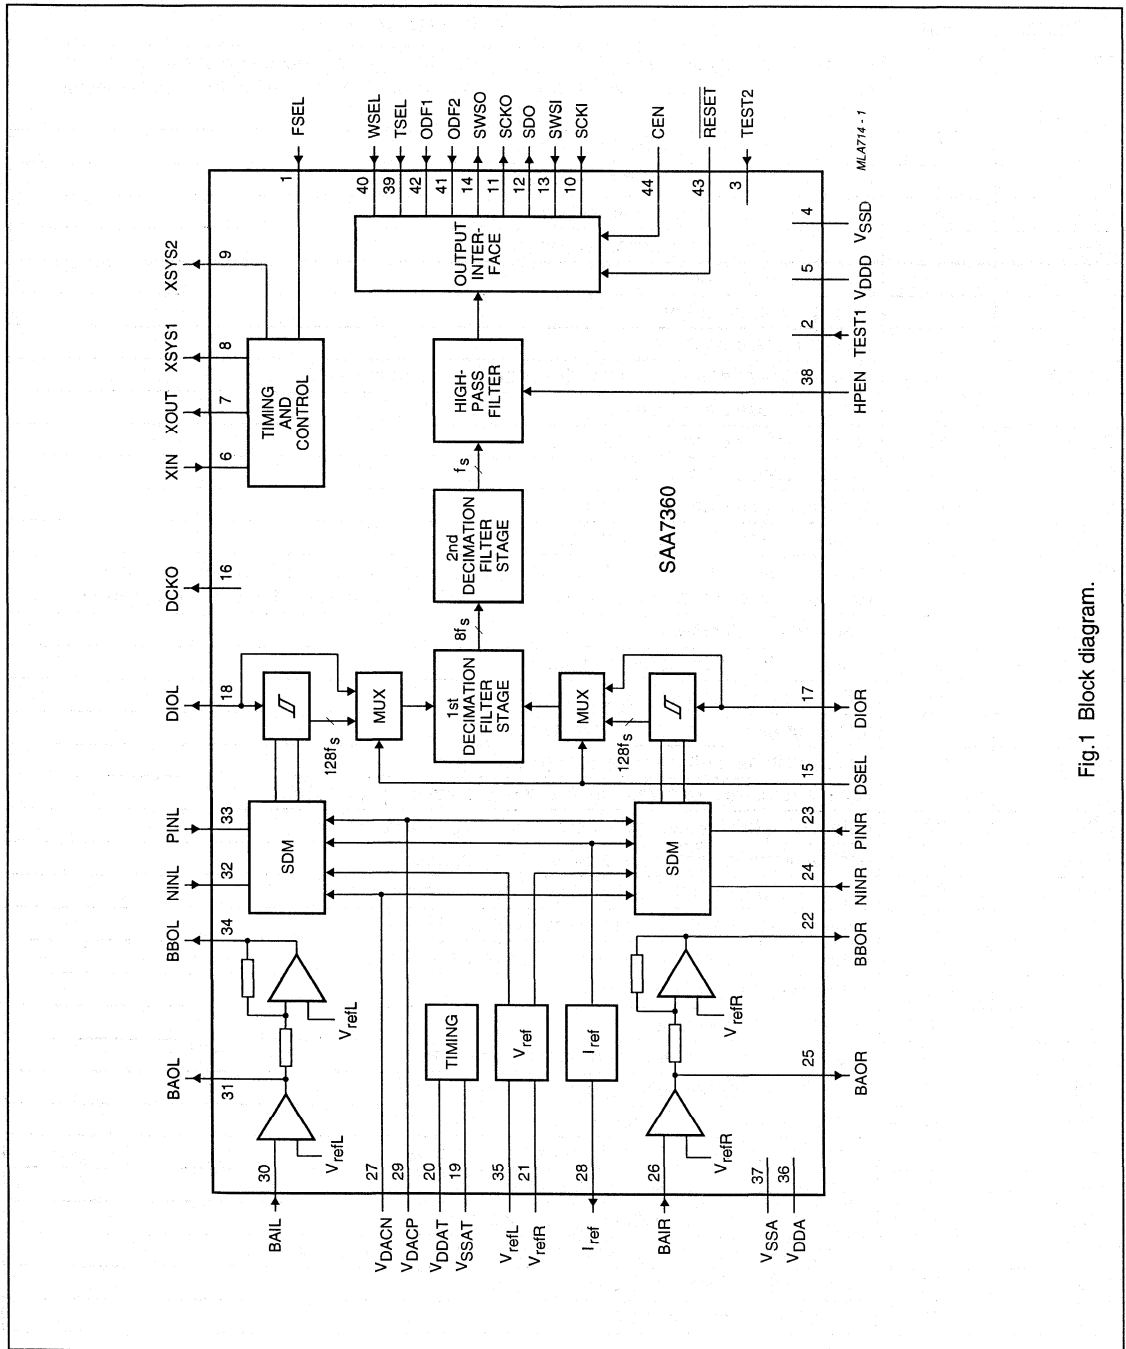 XIN
XOUT
XSYS1
XSYS2
6
7
8
9
TIMING
AND
CONTROL
1
FSEL
BAOL
31
BBOL
34
NINL
32
PINL
33
DIOL
18
DCKO
16
BAIL
30
VrefL
VrefL
SDM
128fs
MUX
VDACN
27
VDACP
29
VDDAT
20
VSSAT
19
TIMING
VrefL
35
VrefR
21
Vref
Iref
28
Iref
1st
DECIMATION
FILTER
STAGE
8fs
2nd
DECIMATION
FILTER
STAGE
fs
HIGH-
PASS
FILTER
OUTPUT
INTER-
FACE
40
WSEL
39
TSEL
42
ODF1
41
ODF2
14
SWSO
11
SCKO
12
SDO
13
SWSI
10
SCKI
44
CEN
43
RESET
3
TEST2
BAIR
26
VrefR
VrefR
SDM
128fs
MUX
SAA7360
VSSA
37
VDDA
36
25
BAOR
22
BBOR
24
NINR
23
PINR
15
DSEL
17
DIOR
38
HPEN
2
TEST1
5
VDDD
4
VSSD
MLA714 - 1
Fig.1 Block diagram.